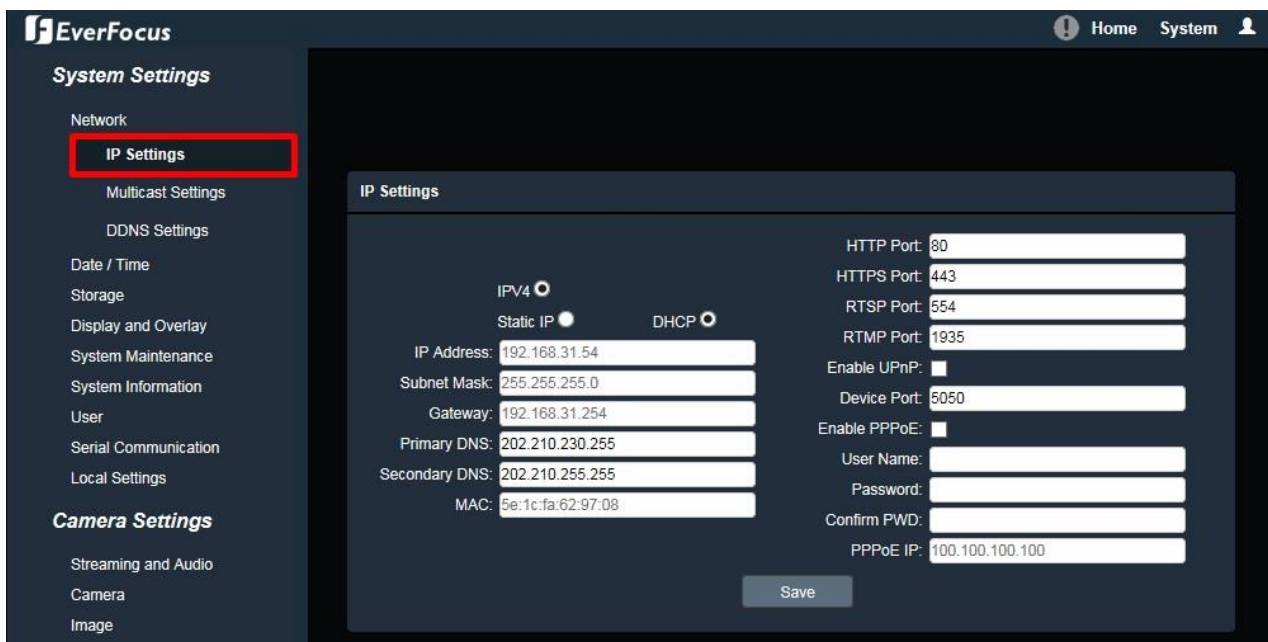 EverFocus
Home System
System Settings
Network
IP Settings
Multicast Settings
DDNS Settings
Date / Time
Storage
Display and Overlay
System Maintenance
System Information
User
Serial Communication
Local Settings
Camera Settings
Streaming and Audio
Camera
Image
IP Settings
IPV4
Static IP DHCP
IP Address: 192.168.31.54
Subnet Mask: 255.255.255.0
Gateway: 192.168.31.254
Primary DNS: 202.210.230.255
Secondary DNS: 202.210.255.255
MAC: 5e:1c:fa:62:97:08
HTTP Port: 80
HTTPS Port: 443
RTSP Port: 554
RTMP Port: 1935
Enable UPnP:
Device Port: 5050
Enable PPPoE:
User Name:
Password:
Confirm PWD:
PPPoE IP: 100.100.100.100
Save